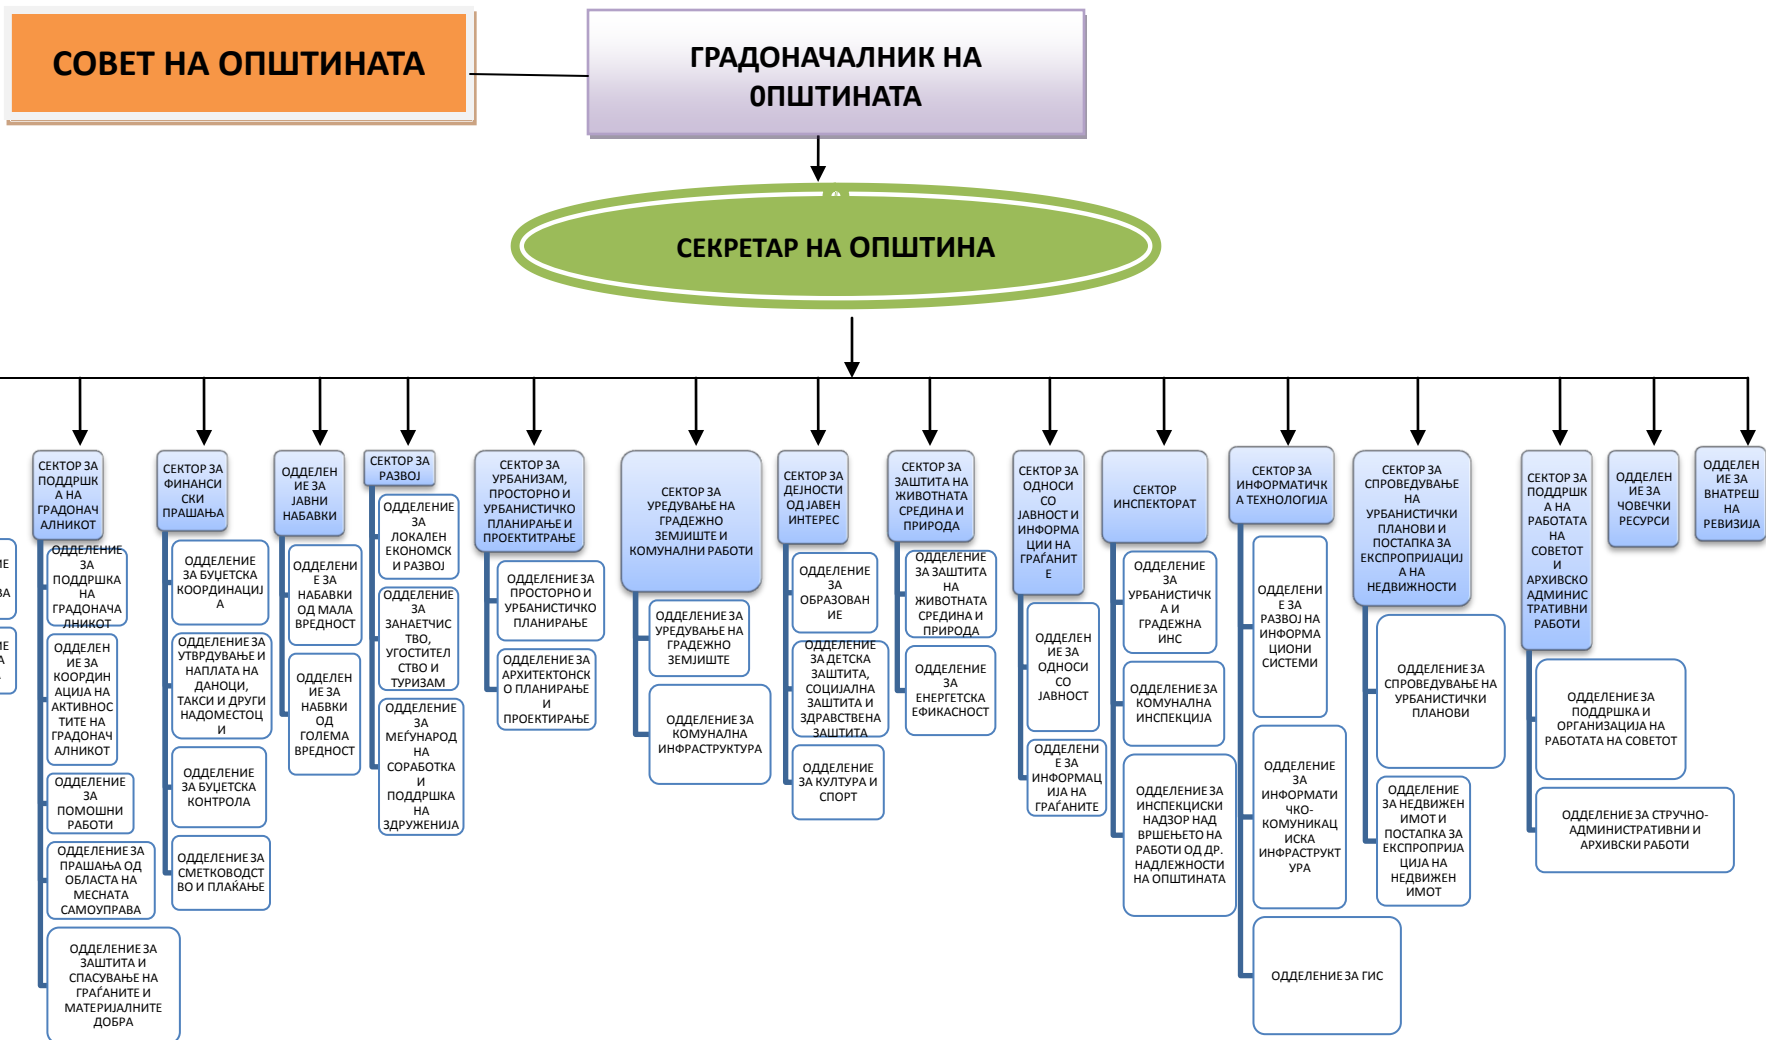 СОВЕТ НА ОПШТИНАТА
ГРАДОНАЧАЛНИК НА
0ПШТИНАТА
СЕКРЕТАР НА ОПШТИНА
СЕКТОР ЗА
ПОДДРШК
А НА
ГРАДОНАЧ
АЛНИКОТ
ОДДЕЛЕНИЕ
ЗА
ПОДДРШКА
НА
ГРАДОНАЧА
ЛНИКОТ
ОДДЕЛЕН
ИЕ ЗА
КООРДИН
АЦИЈА НА
АКТИВНОС
ТИТЕ НА
ГРАДОНАЧ
АЛНИКОТ
ОДДЕЛЕНИЕ
ЗА
ПОМОШНИ
РАБОТИ
ОДДЕЛЕНИЕ ЗА
ПРАШАЊА ОД
ОБЛАСТА НА
МЕСНАТА
САМОУПРАВА
ОДДЕЛЕНИЕ ЗА
ЗАШТИТА И
СПАСУВАЊЕ НА
ГРАЃАНИТЕ И
МАТЕРИЈАЛНИТЕ
ДОБРА
СЕКТОР ЗА
ФИНАНСИ
СКИ
ПРАШАЊА
ОДДЕЛЕНИЕ
ЗА БУЏЕТСКА
КООРДИНАЦИЈ
А
ОДДЕЛЕНИЕ ЗА
УТВРДУВАЊЕ И
НАПЛАТА НА
ДАНОЦИ,
ТАКСИ И ДРУГИ
НАДОМЕСТОЦ
И
ОДДЕЛЕНИЕ
ЗА БУЏЕТСКА
КОНТРОЛА
ОДДЕЛЕНИЕ ЗА
СМЕТКОВОДСТ
ВО И ПЛАЌАЊЕ
ОДДЕЛЕН
ИЕ ЗА
ЈАВНИ
НАБАВКИ
ОДДЕЛЕНИ
Е ЗА
НАБАВКИ
ОД МАЛА
ВРЕДНОСТ
ОДДЕЛЕН
ИЕ ЗА
НАБВКИ
ОД
ГОЛЕМА
ВРЕДНОСТ
СЕКТОР ЗА
РАЗВОЈ
ОДДЕЛЕНИЕ
ЗА
ЛОКАЛЕН
ЕКОНОМСК
И РАЗВОЈ
ОДДЕЛЕНИЕ
ЗА
ЗАНАЕТЧИС
ТВО,
УГОСТИТЕЛ
СТВО И
ТУРИЗАМ
ОДДЕЛЕНИЕ
ЗА
МЕЃУНАРОД
НА
СОРАБОТКА
И
ПОДДРШКА
НА
ЗДРУЖЕНИЈА
СЕКТОР ЗА
УРБАНИЗАМ,
ПРОСТОРНО И
УРБАНИСТИЧКО
ПЛАНИРАЊЕ И
ПРОЕКТИТРАЊЕ
ОДДЕЛЕНИЕ ЗА
ПРОСТОРНО И
УРБАНИСТИЧКО
ПЛАНИРАЊЕ
ОДДЕЛЕНИЕ ЗА
АРХИТЕКТОНСК
О ПЛАНИРАЊЕ
И
ПРОЕКТИРАЊЕ
СЕКТОР ЗА
УРЕДУВАЊЕ НА
ГРАДЕЖНО
ЗЕМЈИШТЕ И
КОМУНАЛНИ РАБОТИ
ОДДЕЛЕНИЕ ЗА
УРЕДУВАЊЕ НА
ГРАДЕЖНО
ЗЕМЈИШТЕ
ОДДЕЛЕНИЕ ЗА
КОМУНАЛНА
ИНФРАСТРУКТУРА
СЕКТОР ЗА
ДЕЈНОСТИ
ОД ЈАВЕН
ИНТЕРЕС
ОДДЕЛЕНИЕ
ЗА
ОБРАЗОВАН
ИЕ
ОДДЕЛЕНИЕ
ЗА ДЕТСКА
ЗАШТИТА,
СОЦИЈАЛНА
ЗАШТИТА И
ЗДРАВСТВЕНА
ЗАШТИТА
ОДДЕЛЕНИЕ
ЗА КУЛТУРА И
СПОРТ
СЕКТОР ЗА
ЗАШТИТА НА
ЖИВОТНАТА
СРЕДИНА И
ПРИРОДА
ОДДЕЛЕНИЕ
ЗА ЗАШТИТА
НА
ЖИВОТНАТА
СРЕДИНА И
ПРИРОДА
ОДДЕЛЕНИЕ
ЗА
ЕНЕРГЕТСКА
ЕФИКАСНОСТ
СЕКТОР ЗА
ОДНОСИ
СО
ЈАВНОСТ И
ИНФОРМА
ЦИИ НА
ГРАЃАНИТ
Е
ОДДЕЛЕН
ИЕ ЗА
ОДНОСИ
СО
ЈАВНОСТ
ОДДЕЛЕНИ
Е ЗА
ИНФОРМАЦ
ИЈА НА
ГРАЃАНИТЕ
СЕКТОР
ИНСПЕКТОРАТ
ОДДЕЛЕНИЕ
ЗА
УРБАНИСТИЧК
А И
ГРАДЕЖНА
ИНС
ОДДЕЛЕНИЕ ЗА
КОМУНАЛНА
ИНСПЕКЦИЈА
ОДДЕЛЕНИЕ ЗА
ИНСПЕКЦИСКИ
НАДЗОР НАД
ВРШЕЊЕТО НА
РАБОТИ ОД ДР.
НАДЛЕЖНОСТИ
НА ОПШТИНАТА
СЕКТОР ЗА
ИНФОРМАТИЧК
А ТЕХНОЛОГИЈА
ОДДЕЛЕНИ
Е ЗА
РАЗВОЈ НА
ИНФОРМА
ЦИОНИ
СИСТЕМИ
ОДДЕЛЕНИЕ
ЗА
ИНФОРМАТИ
ЧКО-
КОМУНИКАЦ
ИСКА
ИНФРАСТРУКТ
УРА
ОДДЕЛЕНИЕ ЗА ГИС
СЕКТОР ЗА
СПРОВЕДУВАЊЕ
НА
УРБАНИСТИЧКИ
ПЛАНОВИ И
ПОСТАПКА ЗА
ЕКСПРОПРИЈАЦИЈ
А НА
НЕДВИЖНОСТИ
ОДДЕЛЕНИЕ ЗА
СПРОВЕДУВАЊЕ НА
УРБАНИСТИЧКИ
ПЛАНОВИ
ОДДЕЛЕНИЕ
ЗА НЕДВИЖЕН
ИМОТ И
ПОСТАПКА ЗА
ЕКСПРОПРИЈА
ЦИЈА НА
НЕДВИЖЕН
ИМОТ
СЕКТОР ЗА
ПОДДРШК
А НА
РАБОТАТА
НА
СОВЕТОТ
И
АРХИВСКО
АДМИНИС
ТРАТИВНИ
РАБОТИ
ОДДЕЛЕНИЕ ЗА
ПОДДРШКА И
ОРГАНИЗАЦИЈА НА
РАБОТАТА НА СОВЕТОТ
ОДДЕЛЕНИЕ ЗА СТРУЧНО-
АДМИНИСТРАТИВНИ И
АРХИВСКИ РАБОТИ
ОДДЕЛЕН
ИЕ ЗА
ЧОВЕЧКИ
РЕСУРСИ
ОДДЕЛЕН
ИЕ ЗА
ВНАТРЕШ
НА
РЕВИЗИЈА